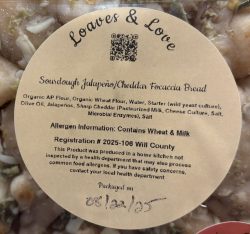 Loaves & Love
Sourdough Jalapeño/Cheddar Focaccia Bread
Organic AP Flour, Organic Wheat Flour, Water, Starter (wild yeast culture),
Olive Oil, Jalapenos, Sharp Cheddar (Pasteurized Milk, Cheese Culture, Salt,
Microbial Enzymes), Salt
Allergen Information: Contains Wheat & Milk
Registration # 2025-106 Will County
This Product was produced in a home kitchen not
inspected by a health department that may also process
common food allergens. If you have safety concerns,
contact your local health department
Packaged on
08/22/25